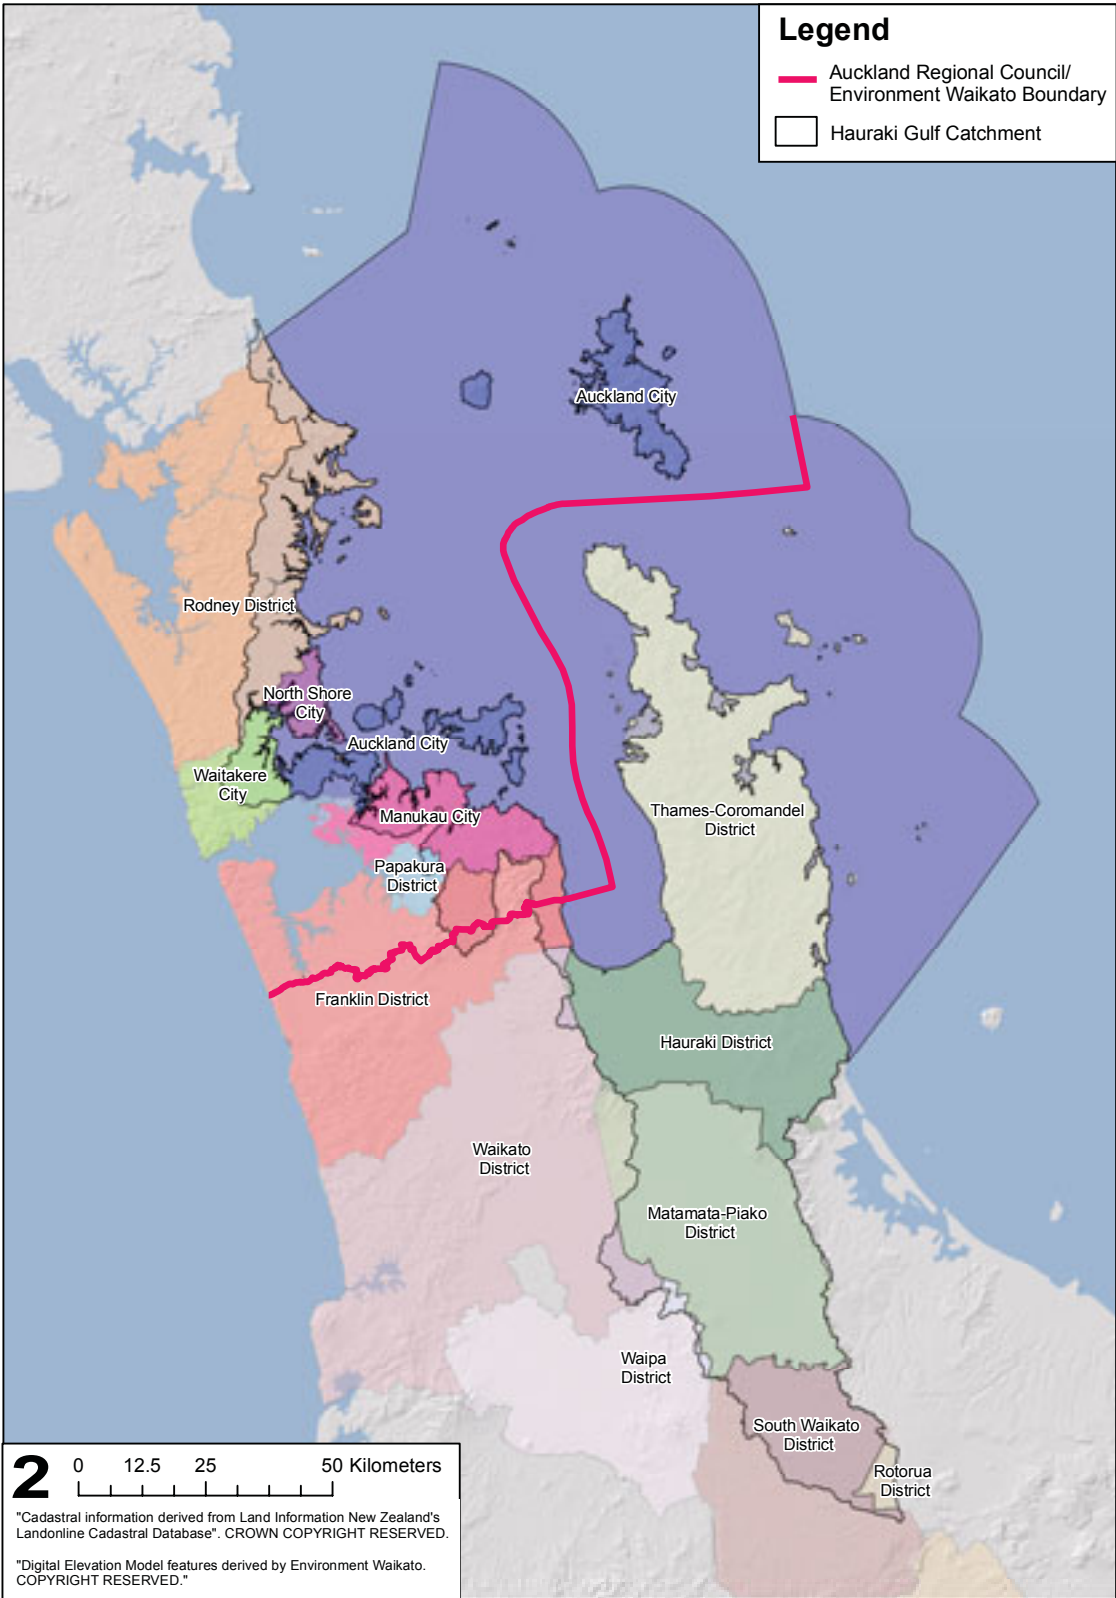 Legend
Auckland Regional Council/
Environment Waikato Boundary
Hauraki Gulf Catchment
Auckland City
Rodney District
North Shore
City
Auckland City
Waitakere
City
Manukau City
Thames-Coromandel
District
Papakura
District
Franklin District
Hauraki District
Waikato
District
Matamata-Piako
District
Waipa
District
South Waikato
District
Rotorua
District
2
0 12.5 25 50 Kilometers
"Cadastral information derived from Land Information New Zealand's
Landonline Cadastral Database". CROWN COPYRIGHT RESERVED.
"Digital Elevation Model features derived by Environment Waikato.
COPYRIGHT RESERVED."